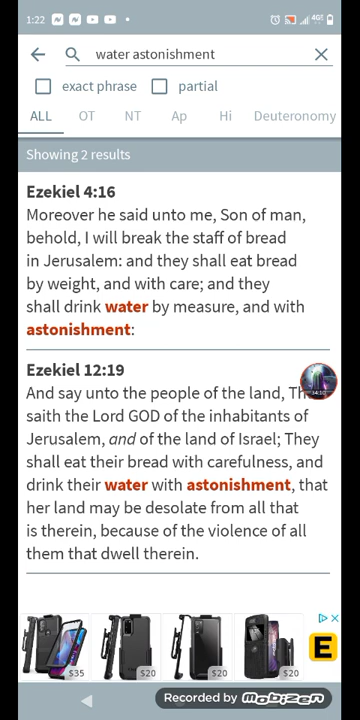 1:22
4GE
water astonishment
exact phrase partial
ALL OT NT Ap Hi Deuteronomy
Showing 2 results
Ezekiel 4:16
Moreover he said unto me, Son of man,
behold, I will break the staff of bread
in Jerusalem: and they shall eat bread
by weight, and with care; and they
shall drink water by measure, and with
astonishment:
Ezekiel 12:19
And say unto the people of the land, Th
saith the Lord GOD of the inhabitants of
Jerusalem, and of the land of Israel; They
shall eat their bread with carefulness, and
drink their water with astonishment, that
her land may be desolate from all that
is therein, because of the violence of all
them that dwell therein.
$35 $20 $20 $20 E
Recorded by mobizen